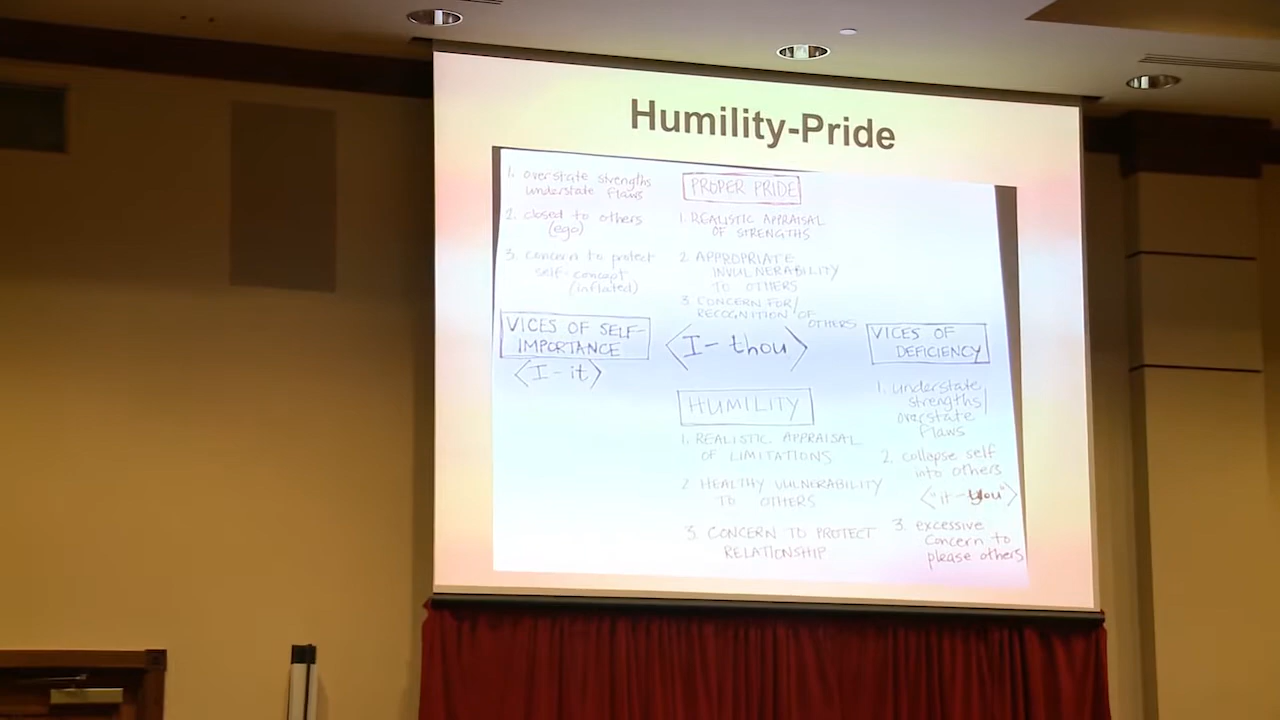 Humility-Pride
1. overstate strengths
understate flaws
2. closed to others
(ego)
3. concern to protect
self-concept
(inflated)
VICES OF SELF-
IMPORTANCE
<I-it>
PROPER PRIDE
1. REALISTIC APPRAISAL
OF STRENGTHS
2 APPROPRIATE
INVULNERABILITY
TO OTHERS
3 CONCERN FOR/
RECOGNITION OF
OTHERS
<I-thou>
HUMILITY
1. REALISTIC APPRAISAL
OF LIMITATIONS
2 HEALTHY VULNERABILITY
TO OTHERS
3. CONCERN TO PROTECT
RELATIONSHIP
VICES OF
DEFICIENCY
1. understate
strengths/
overstate
flaws
2. collapse self
into others
<"it-you">
3. excessive
concern to
please others